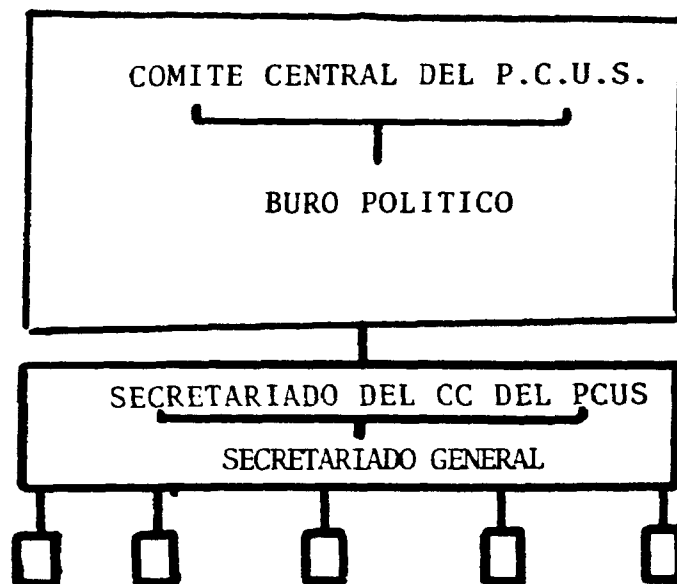 COMITE CENTRAL DEL P.C.U.S.
BURO POLITICO
SECRETARIADO DEL CC DEL PCUS
SECRETARIADO GENERAL